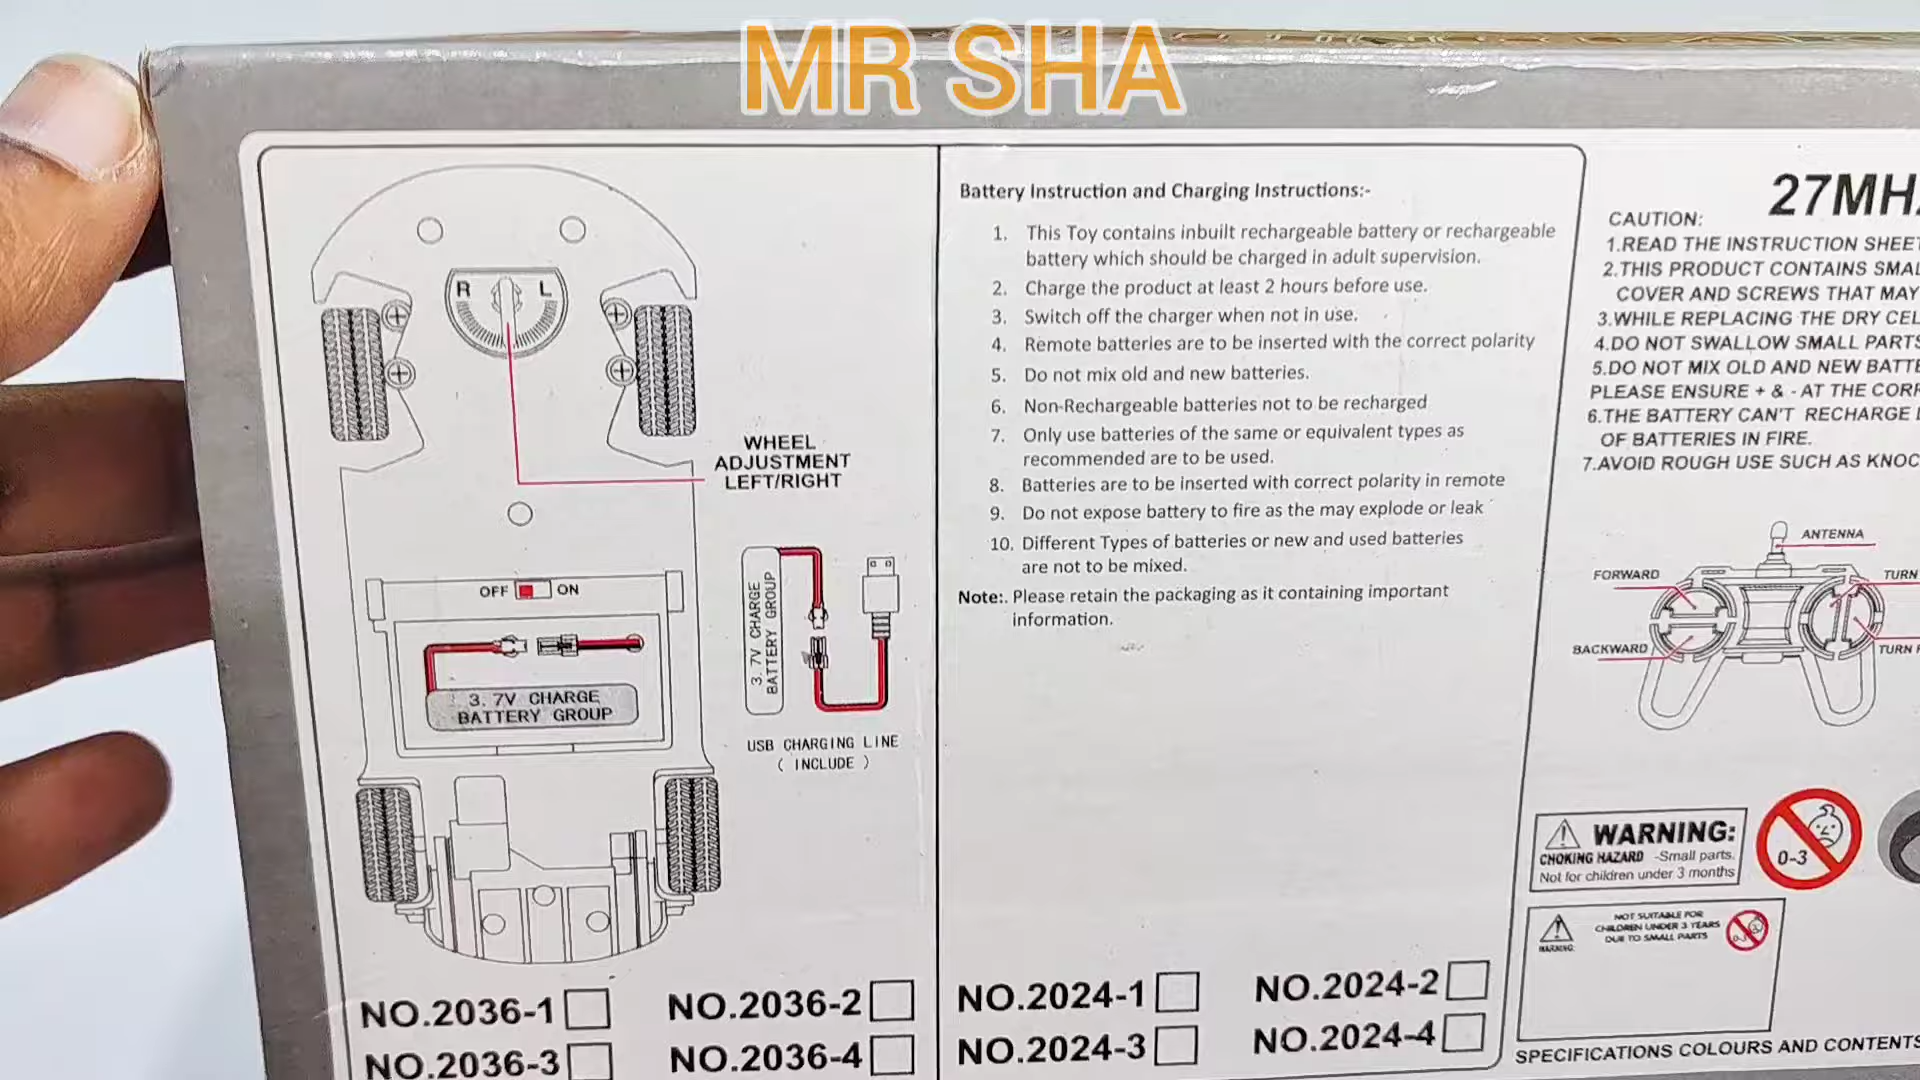 MR SHA
R L
WHEEL
ADJUSTMENT
LEFT/RIGHT
OFF ON
3. 7V CHARGE
BATTERY GROUP
3. 7V CHARGE
BATTERY GROUP
USB CHARGING LINE
( INCLUDE )
NO.2036-1 NO.2036-2
NO.2036-3 NO.2036-4
Battery Instruction and Charging Instructions:-
1. This Toy contains inbuilt rechargeable battery or rechargeable
battery which should be charged in adult supervision.
2. Charge the product at least 2 hours before use.
3. Switch off the charger when not in use.
4. Remote batteries are to be inserted with the correct polarity
5. Do not mix old and new batteries.
6. Non-Rechargeable batteries not to be recharged
7. Only use batteries of the same or equivalent types as
recommended are to be used.
8. Batteries are to be inserted with correct polarity in remote
9. Do not expose battery to fire as the may explode or leak
10. Different Types of batteries or new and used batteries
are not to be mixed.
Note:. Please retain the packaging as it containing important
information.
NO.2024-1 NO.2024-2
NO.2024-3 NO.2024-4
27MH
CAUTION:
1.READ THE INSTRUCTION SHEET
2.THIS PRODUCT CONTAINS
COVER AND SCREWS THAT MAY
3.WHILE REPLACING THE DRY
4.DO NOT SWALLOW SMALL PARTS
5.DO NOT MIX OLD AND NEW
PLEASE ENSURE + & - AT THE
6.THE BATTERY CAN'T RECHARGE
OF BATTERIES IN FIRE.
7.AVOID ROUGH USE SUCH AS
ANTENNA
FORWARD TURN
BACKWARD TURN
WARNING:
CHOKING HAZARD -Small parts.
Not for children under 3 months
0-3
WARNING:
NOT SUITABLE FOR
CHILDREN UNDER 3 YEARS
DUE TO SMALL PARTS
0-3
SPECIFICATIONS COLOURS AND CONTENTS